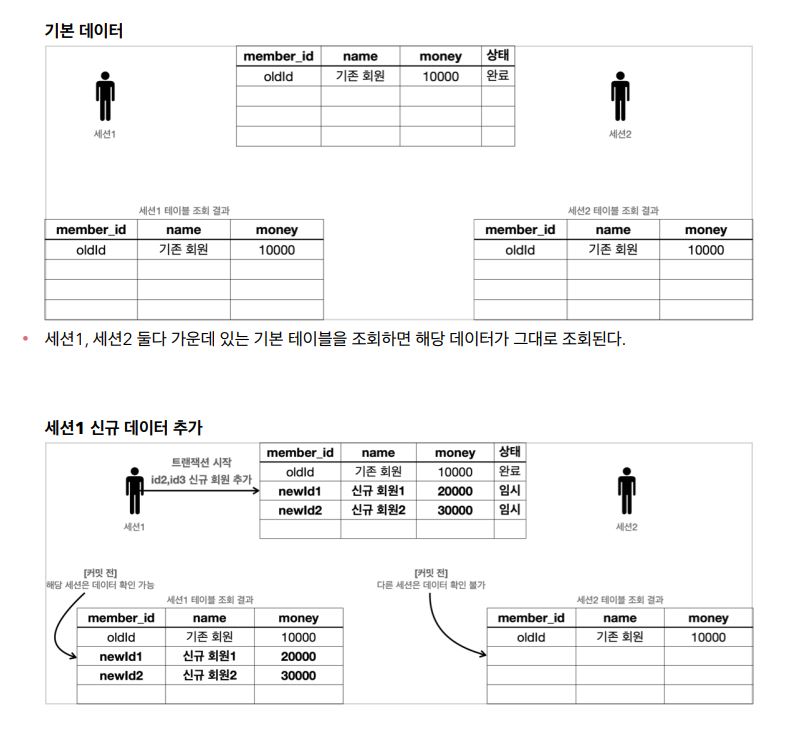 기본 데이터
member_id name money 상태
oldId 기존 회원 10000 완료
세션1
세션2
세션1 테이블 조회 결과
member_id name money
oldId 기존 회원 10000
세션2 테이블 조회 결과
member_id name money
oldId 기존 회원 10000
• 세션1, 세션2 둘다 가운데 있는 기본 테이블을 조회하면 해당 데이터가 그대로 조회된다.
세션1 신규 데이터 추가
트랜잭션 시작
id2,id3 신규 회원 추가
세션1
member_id name money 상태
oldId 기존 회원 10000 완료
newId1 신규 회원1 20000 임시
newId2 신규 회원2 30000 임시
세션2
[커밋 전]
해당 세션은 데이터 확인 가능
세션1 테이블 조회 결과
member_id name money
oldId 기존 회원 10000
newId1 신규 회원1 20000
newId2 신규 회원2 30000
[커밋 전]
다른 세션은 데이터 확인 불가
세션2 테이블 조회 결과
member_id name money
oldId 기존 회원 10000